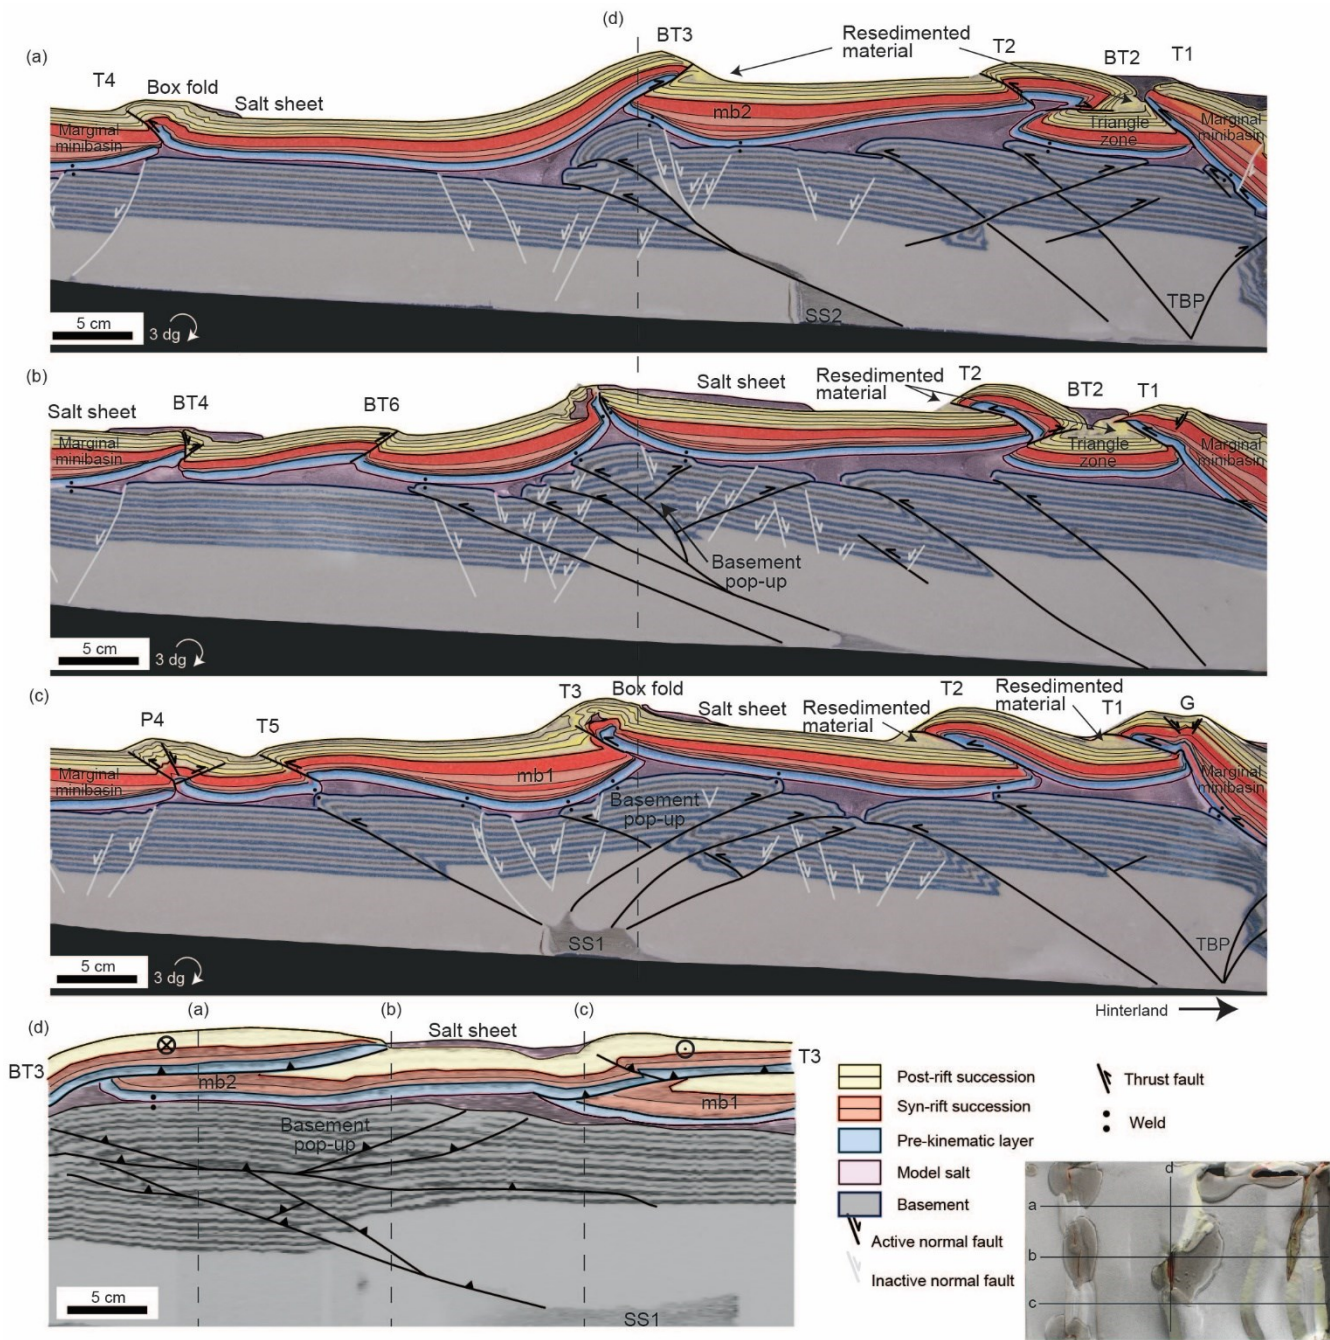 (d)
(a)
BT3
Resedimented
material
T2
BT2
T1
T4
Box fold
Salt sheet
Marginal
minibasin
mb2
Triangle
zone
Marginal
minibasin
SS2
TBP
5 cm
3 dg
(b)
Salt sheet
BT4
BT6
Salt sheet
Resedimented
material
T2
BT2
T1
Marginal
minibasin
Triangle
zone
Marginal
minibasin
Basement
pop-up
5 cm
3 dg
(c)
P4
T5
T3
Box fold
Salt sheet
Resedimented
material
T2
Resedimented
material
T1
G
Marginal
minibasin
mb1
Basement
pop-up
Marginal
minibasin
SS1
TBP
5 cm
3 dg
Hinterland
(d)
(a)
(b)
(c)
Salt sheet
BT3
T3
mb2
mb1
Basement
pop-up
SS1
5 cm
Post-rift succession
Syn-rift succession
Pre-kinematic layer
Model salt
Basement
Active normal fault
Inactive normal fault
Thrust fault
Weld
d
a
b
c